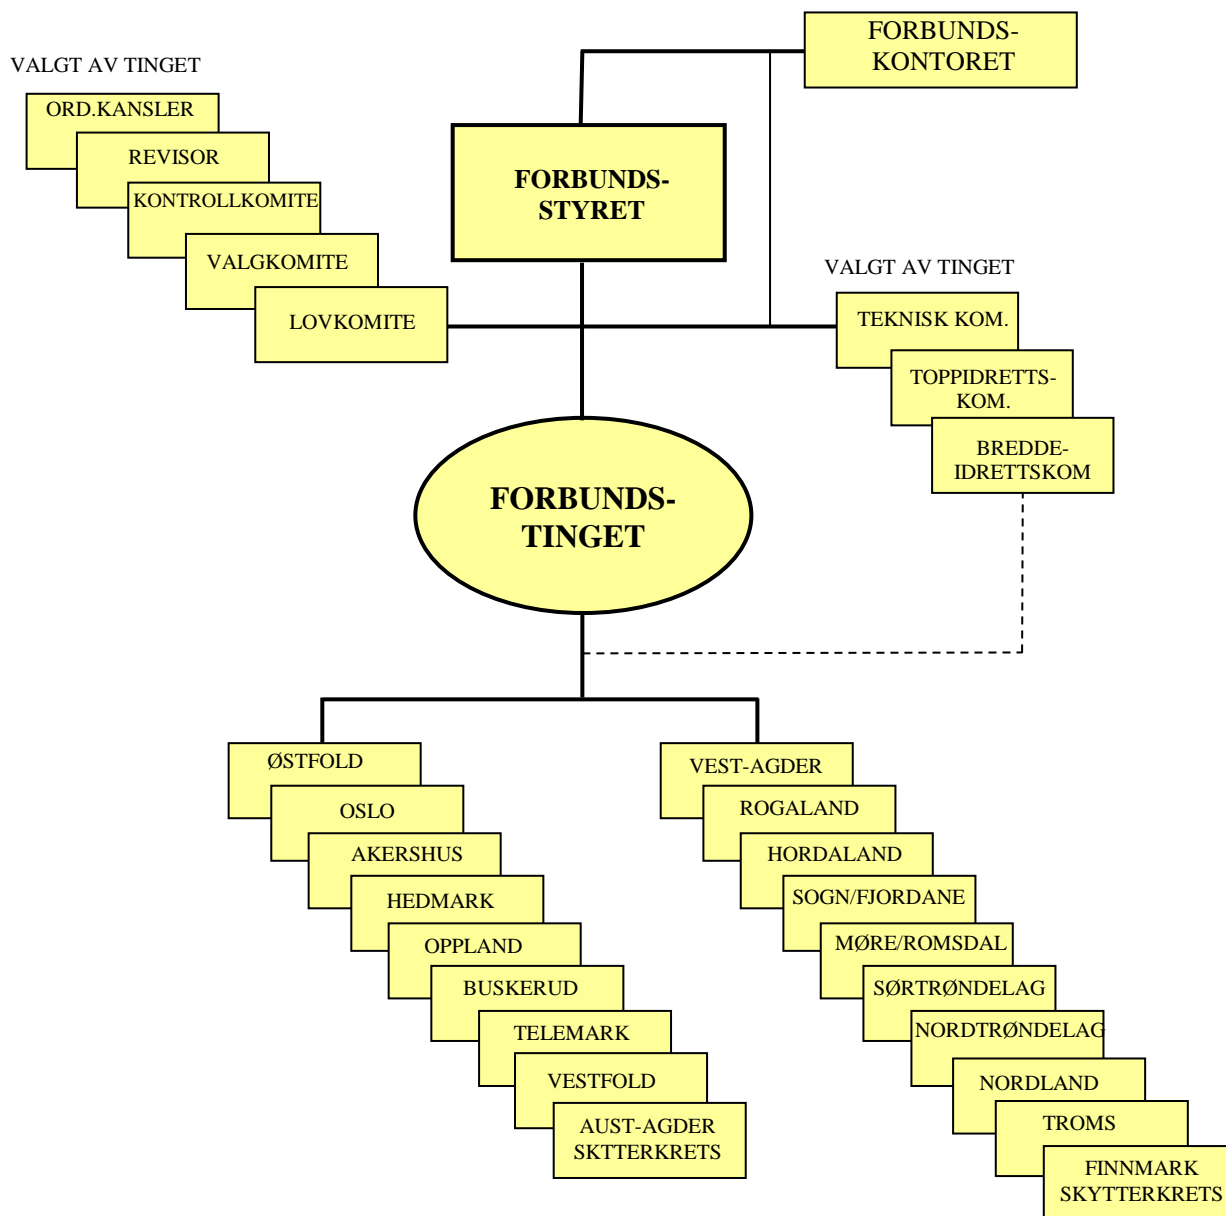 FORBUNDS-
KONTORET
VALGT AV TINGET
ORD.KANSLER
REVISOR
KONTROLLKOMITE
VALGKOMITE
LOVKOMITE
FORBUNDS-
STYRET
VALGT AV TINGET
TEKNISK KOM.
TOPPIDRETTS-
KOM.
BREDDE-
IDRETTSKOM
FORBUNDS-
TINGET
ØSTFOLD
OSLO
AKERSHUS
HEDMARK
OPPLAND
BUSKERUD
TELEMARK
VESTFOLD
AUST-AGDER
SKTTERKRETS
VEST-AGDER
ROGALAND
HORDALAND
SOGN/FJORDANE
MØRE/ROMSDAL
SØRTRØNDELAG
NORDTRØNDELAG
NORDLAND
TROMS
FINNMARK
SKYTTERKRETS